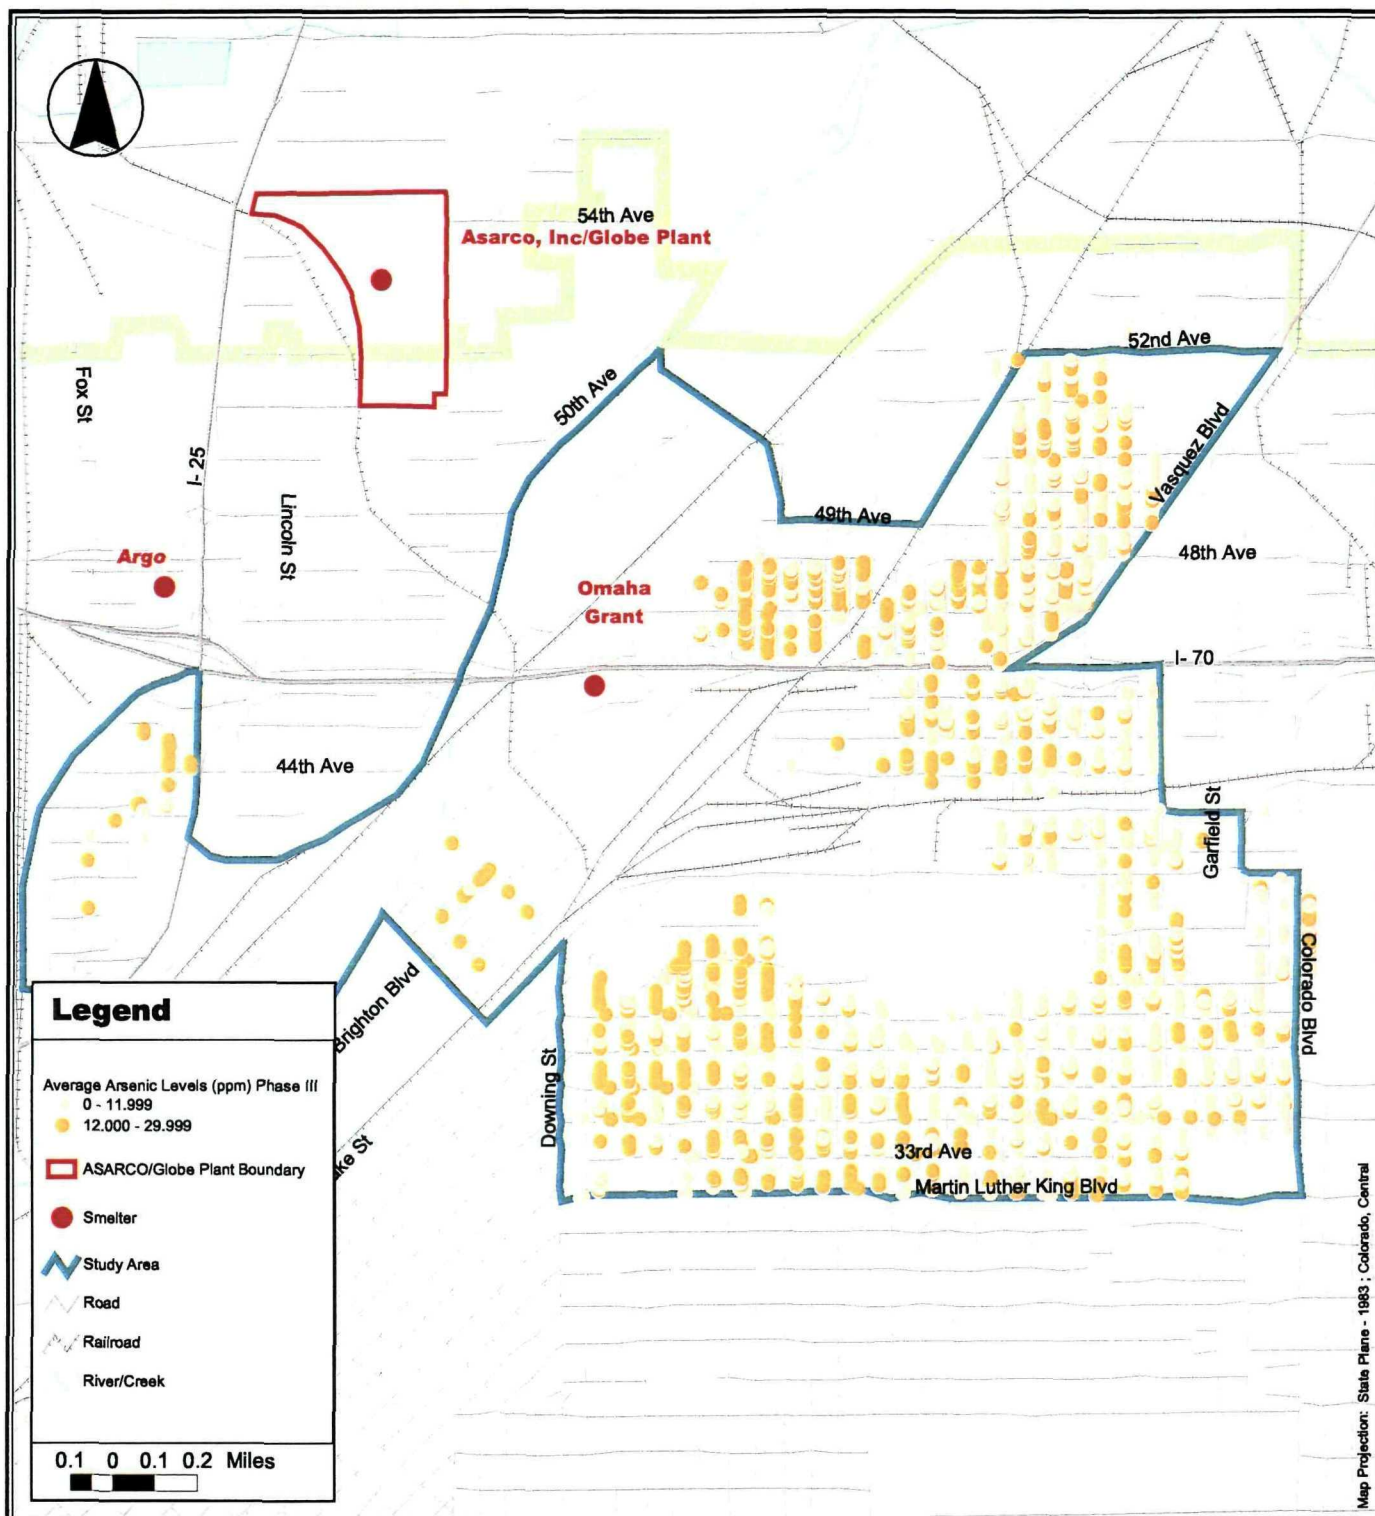 54th Ave
Asarco, Inc/Globe Plant
52nd Ave
50th Ave
Fox St
Vasquez Blvd
I- 25
49th Ave
Lincoln St
48th Ave
Argo
Omaha
Grant
I- 70
44th Ave
Garfield St
Colorado Blvd
Brighton Blvd
Downing St
33rd Ave
Martin Luther King Blvd
St
Legend
Average Arsenic Levels (ppm) Phase III
0 - 11.999
12.000 - 29.999
ASARCO/Globe Plant Boundary
Smelter
Study Area
Road
Railroad
River/Creek
0.1 0 0.1 0.2 Miles
Map Projection: State Plane - 1983 ; Colorado, Central